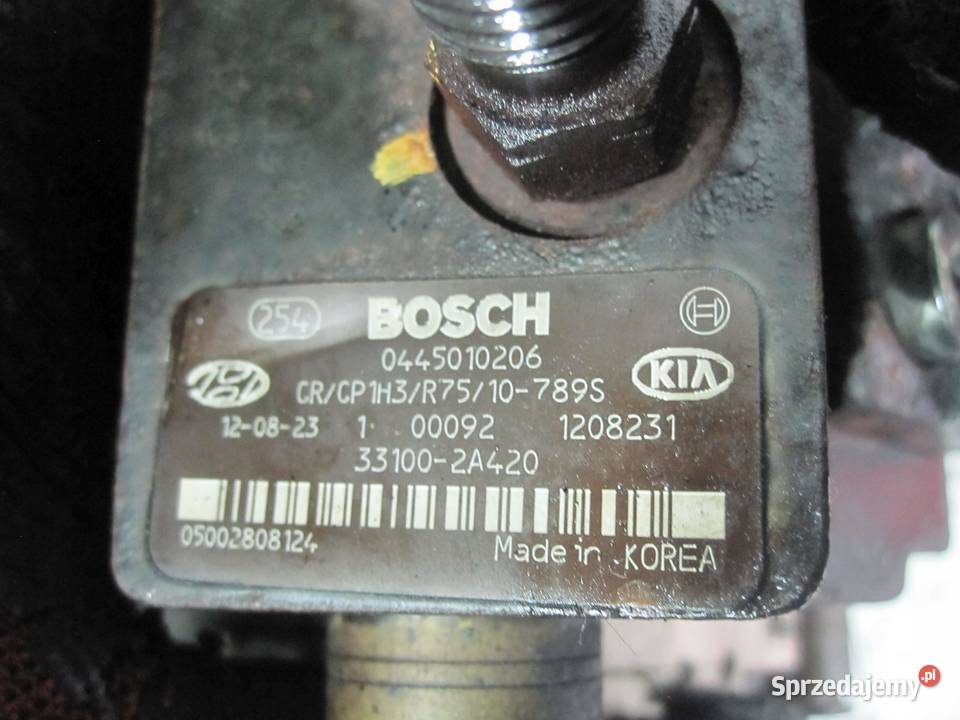 254 BOSCH
0445010206
CR/CP1H3/R75/10-789S KIA
12-08-23 1 00092 1208231
33100-2A420
05002808124 Made in KOREA
Sprzedajemy.pl